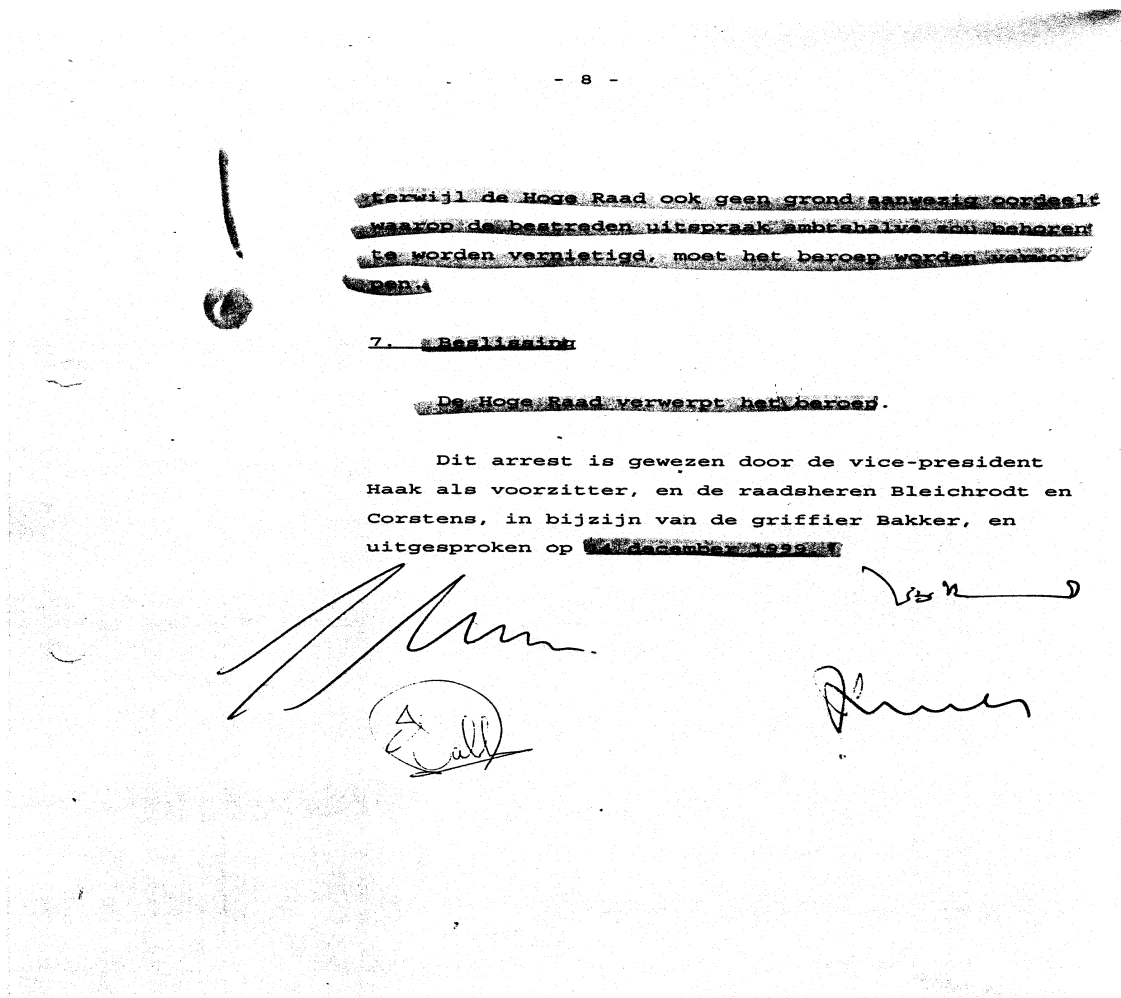 - 8 -
terwijl de Hoge Raad ook geen grond aanwezig oordeelt
waarop de bestreden uitspraak ambtshalve zou behoren
te worden vernietigd, moet het beroep worden verwor-
pen.
7. Beslissing
De Hoge Raad verwerpt het beroep.
Dit arrest is gewezen door de vice-president
Haak als voorzitter, en de raadsheren Bleichrodt en
Corstens, in bijzijn van de griffier Bakker, en
uitgesproken op 14 december 1999.